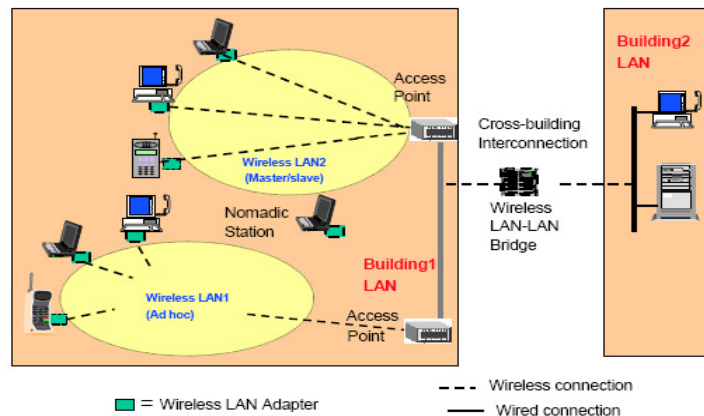 Building2
LAN
Access
Point
Cross-building
Interconnection
Wireless LAN2
(Master/slave)
Nomadic
Station
Wireless
LAN-LAN
Bridge
Building1
LAN
Wireless LAN1
(Ad hoc)
Access
Point
= Wireless LAN Adapter
Wireless connection
Wired connection